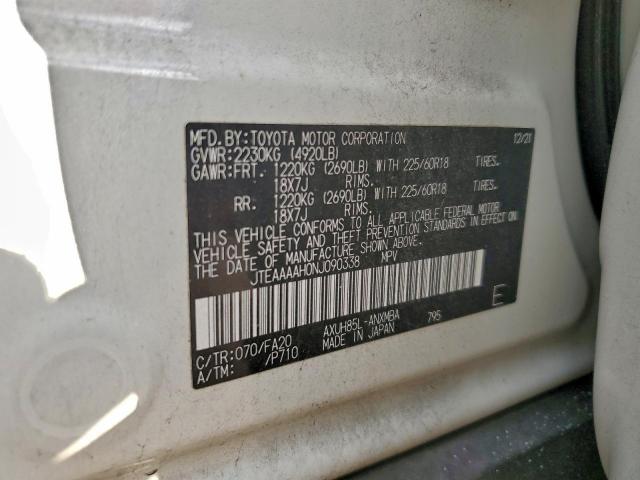 MFD. BY: TOYOTA MOTOR CORPORATION 12/21
GVWR: 2230KG (4920LB)
GAWR: FRT. 1220KG (2690LB) WITH 225/60R18 TIRES.
18X7J RIMS.
RR. 1220KG (2690LB) WITH 225/60R18 TIRES.
18X7J RIMS.
THIS VEHICLE CONFORMS TO ALL APPLICABLE FEDERAL MOTOR
VEHICLE SAFETY AND THEFT PREVENTION STANDARDS IN EFFECT
ON THE DATE OF MANUFACTURE SHOWN ABOVE.
JTEAAAAH0NJ090338 MPV
E
C/TR: 070/FA20 AXUH85L-ANXMBA 795
A/TM: /P710 MADE IN JAPAN